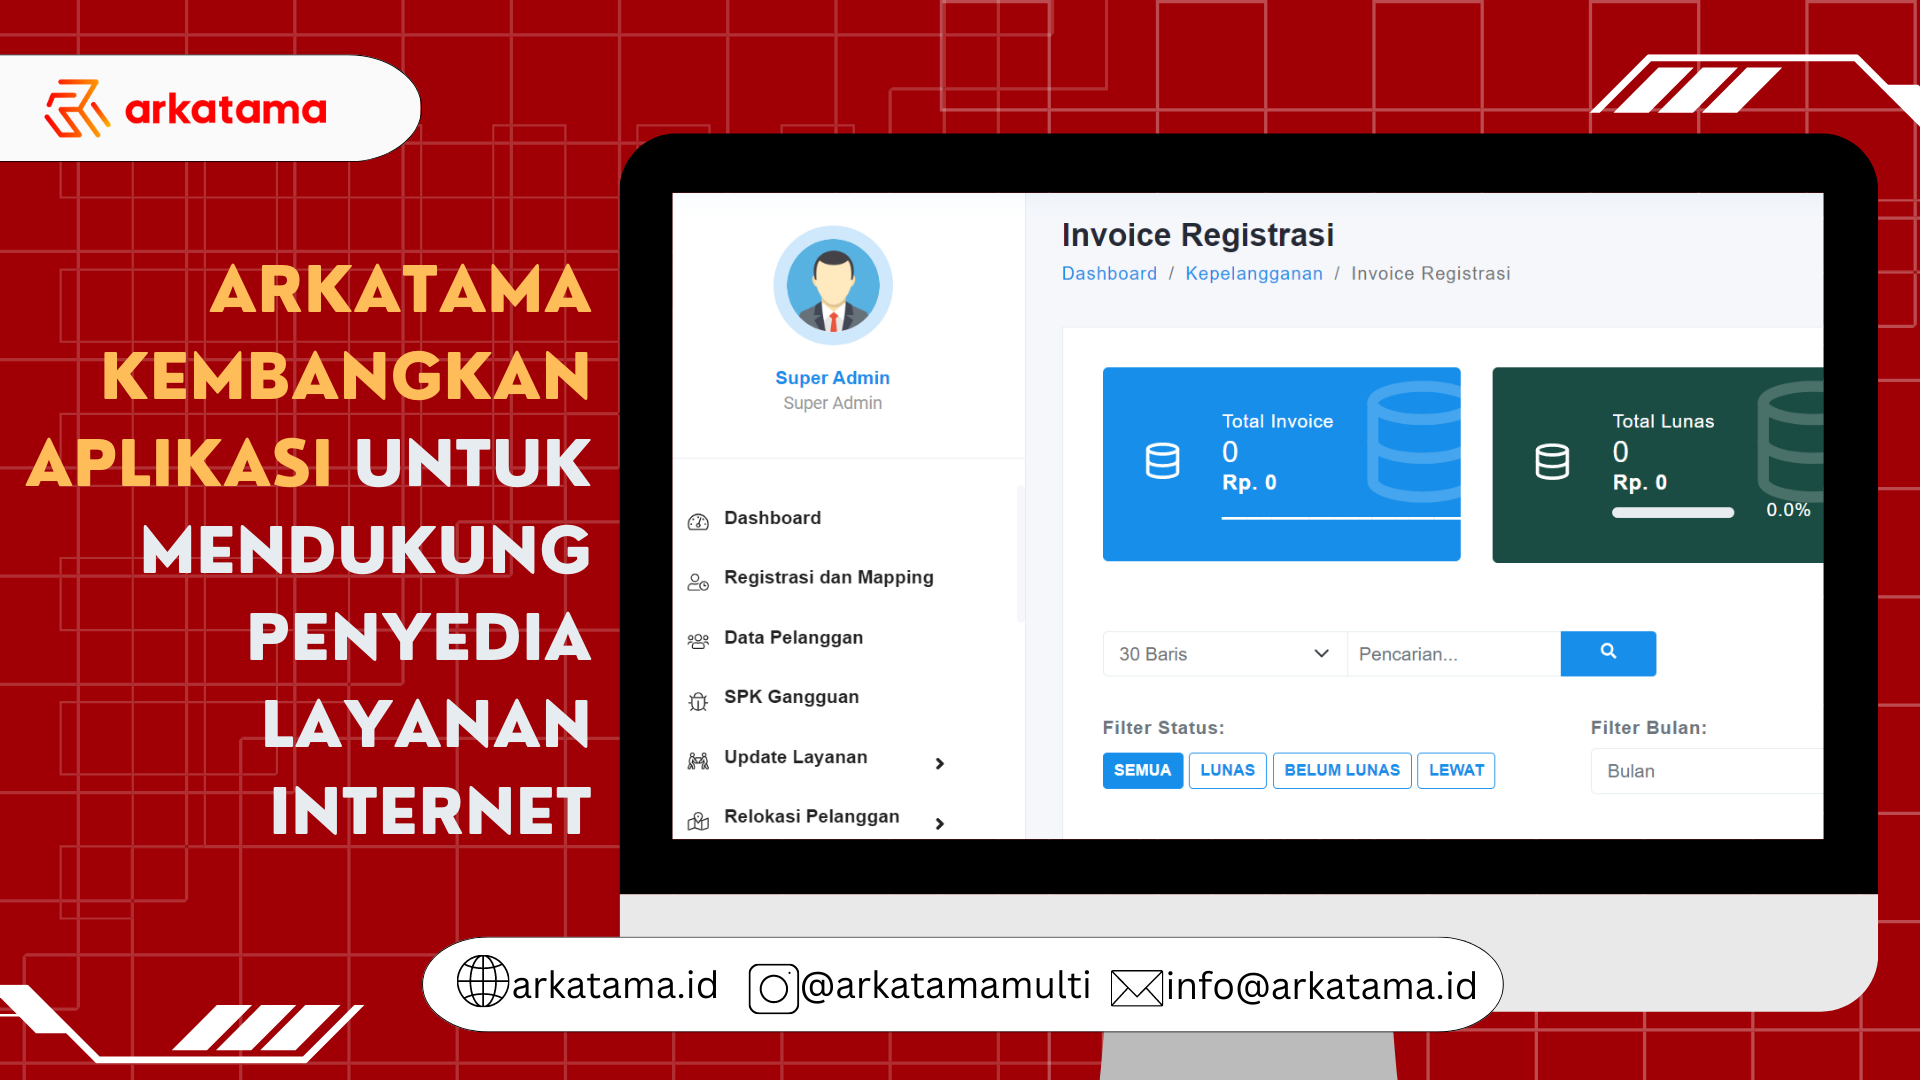 arkatama
ARKATAMA
KEMBANGKAN
APLIKASI UNTUK
MENDUKUNG
PENYEDIA
LAYANAN
INTERNET
Super Admin
Super Admin
Dashboard
Registrasi dan Mapping
Data Pelanggan
SPK Gangguan
Update Layanan
Relokasi Pelanggan
Invoice Registrasi
Dashboard / Kepelangganan / Invoice Registrasi
Total Invoice
0
Rp. 0
Total Lunas
0
Rp. 0
0.0%
30 Baris
Pencarian...
Filter Status:
SEMUA LUNAS BELUM LUNAS LEWAT
Filter Bulan:
Bulan
arkatama.id @arkatamamulti info@arkatama.id